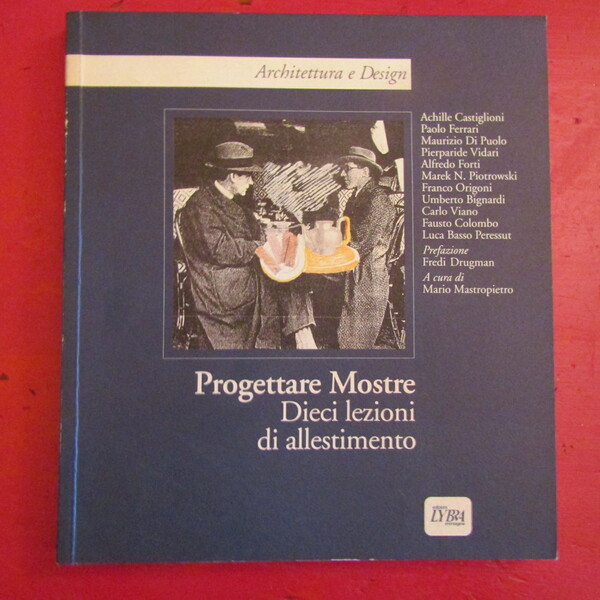 Architettura e Design
Achille Castiglioni
Paolo Ferrari
Maurizio Di Puolo
Pierparide Vidari
Alfredo Forti
Marek N. Piotrowski
Franco Origoni
Umberto Bignardi
Carlo Viano
Fausto Colombo
Luca Basso Peressut
Prefazione
Fredi Drugman
A cura di
Mario Mastropietro
Progettare Mostre
Dieci lezioni
di allestimento
LYBRA